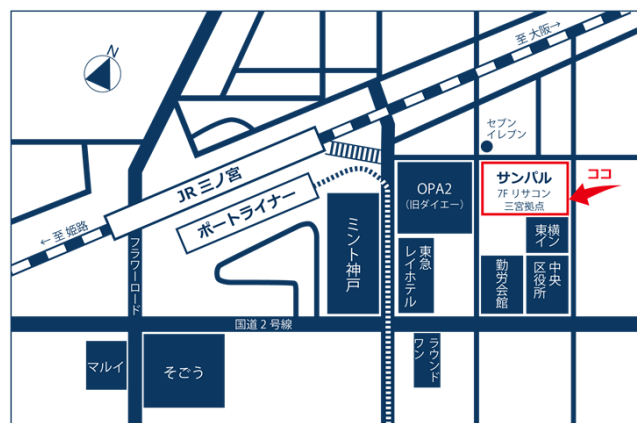 N
至 大阪→
セブン
イレブン
JR 三ノ宮
ポートライナー
OPA2
(旧ダイエー)
サンパル
7F リサコン
三宮拠点
ココ
←至 姫路
フラワーロード
ミント神戸
東急
レイホテル
東横
イン
勤労会館
中央
区役所
国道2号線
マルイ
そごう
ラウンド
ワン